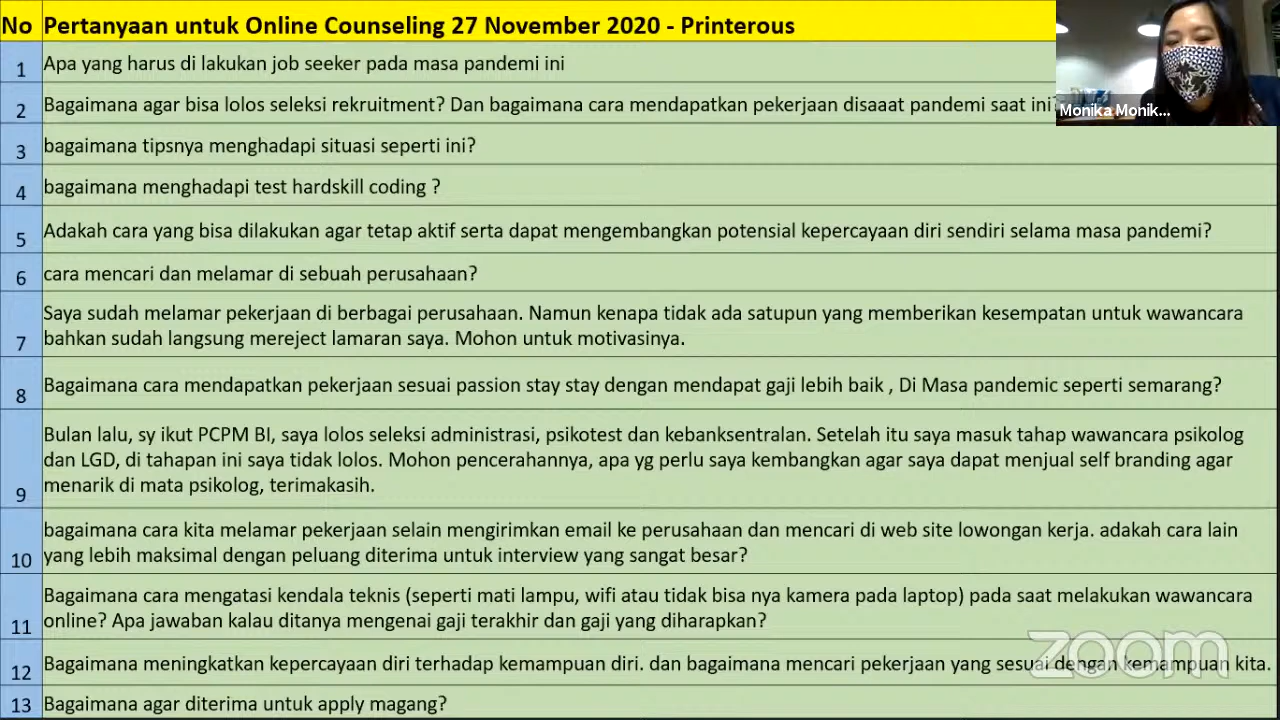 No Pertanyaan untuk Online Counseling 27 November 2020 - Printerous
Monika Monik...
1 Apa yang harus di lakukan job seeker pada masa pandemi ini
2 Bagaimana agar bisa lolos seleksi rekruitment? Dan bagaimana cara mendapatkan pekerjaan disaaat pandemi saat ini?
3 bagaimana tipsnya menghadapi situasi seperti ini?
4 bagaimana menghadapi test hardskill coding ?
5 Adakah cara yang bisa dilakukan agar tetap aktif serta dapat mengembangkan potensial kepercayaan diri sendiri selama masa pandemi?
6 cara mencari dan melamar di sebuah perusahaan?
Saya sudah melamar pekerjaan di berbagai perusahaan. Namun kenapa tidak ada satupun yang memberikan kesempatan untuk wawancara
7 bahkan sudah langsung mereject lamaran saya. Mohon untuk motivasinya.
8 Bagaimana cara mendapatkan pekerjaan sesuai passion stay stay dengan mendapat gaji lebih baik , Di Masa pandemic seperti semarang?
Bulan lalu, sy ikut PCPM BI, saya lolos seleksi administrasi, psikotest dan kebanksentralan. Setelah itu saya masuk tahap wawancara psikolog
dan LGD, di tahapan ini saya tidak lolos. Mohon pencerahannya, apa yg perlu saya kembangkan agar saya dapat menjual self branding agar
9 menarik di mata psikolog, terimakasih.
bagaimana cara kita melamar pekerjaan selain mengirimkan email ke perusahaan dan mencari di web site lowongan kerja. adakah cara lain
10 yang lebih maksimal dengan peluang diterima untuk interview yang sangat besar?
Bagaimana cara mengatasi kendala teknis (seperti mati lampu, wifi atau tidak bisa nya kamera pada laptop) pada saat melakukan wawancara
11 online? Apa jawaban kalau ditanya mengenai gaji terakhir dan gaji yang diharapkan?
zoom
12 Bagaimana meningkatkan kepercayaan diri terhadap kemampuan diri. dan bagaimana mencari pekerjaan yang sesuai dengan kemampuan kita.
13 Bagaimana agar diterima untuk apply magang?